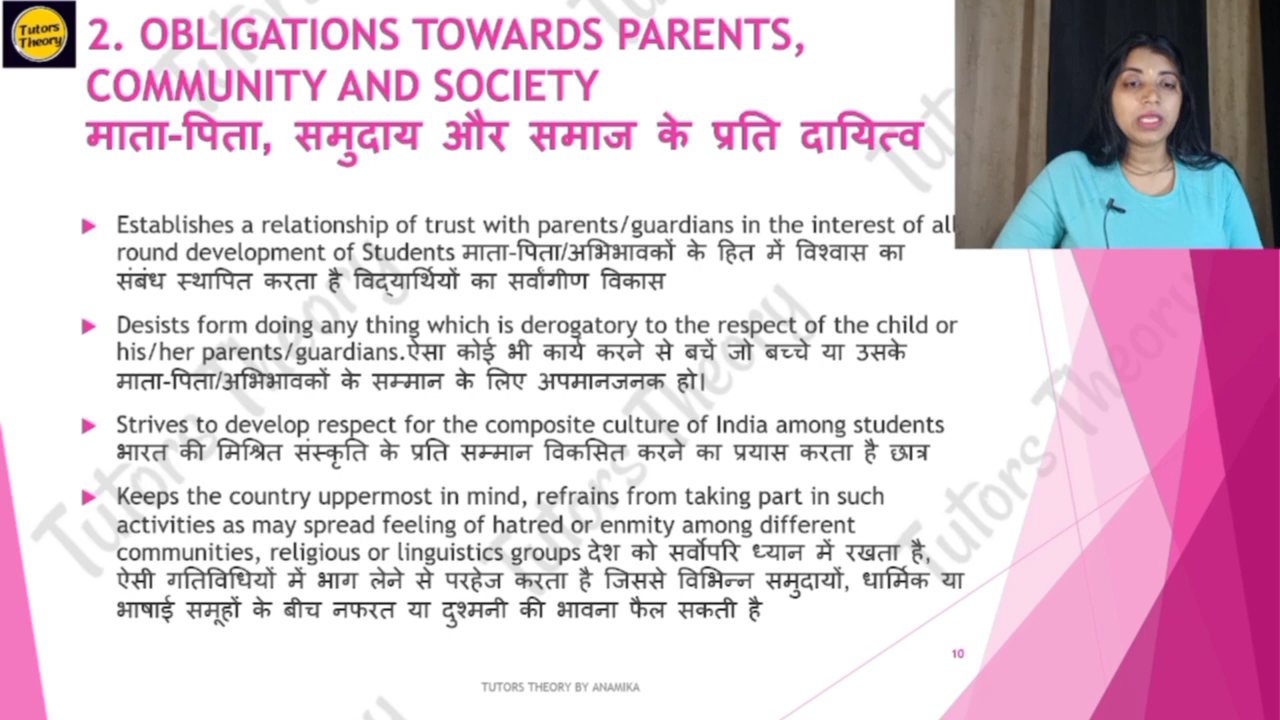 Tutors
Theory
2. OBLIGATIONS TOWARDS PARENTS,
COMMUNITY AND SOCIETY
माता-पिता, समुदाय और समाज के प्रति दायित्व
Establishes a relationship of trust with parents/guardians in the interest of all
round development of Students माता-पिता/अभिभावकों के हित में विश्वास का
संबंध स्थापित करता है विद्यार्थियों का सर्वांगीण विकास
Desists form doing any thing which is derogatory to the respect of the child or
his/her parents/guardians.ऐसा कोई भी कार्य करने से बचें जो बच्चे या उसके
माता-पिता/अभिभावकों के सम्मान के लिए अपमानजनक हो।
Strives to develop respect for the composite culture of India among students
भारत की मिश्रित संस्कृति के प्रति सम्मान विकसित करने का प्रयास करता है छात्र
Keeps the country uppermost in mind, refrains from taking part in such
activities as may spread feeling of hatred or enmity among different
communities, religious or linguistics groups देश को सर्वोपरि ध्यान में रखता है,
ऐसी गतिविधियों में भाग लेने से परहेज करता है जिससे विभिन्न समुदायों, धार्मिक या
भाषाई समूहों के बीच नफरत या दुश्मनी की भावना फैल सकती है
10
TUTORS THEORY BY ANAMIKA